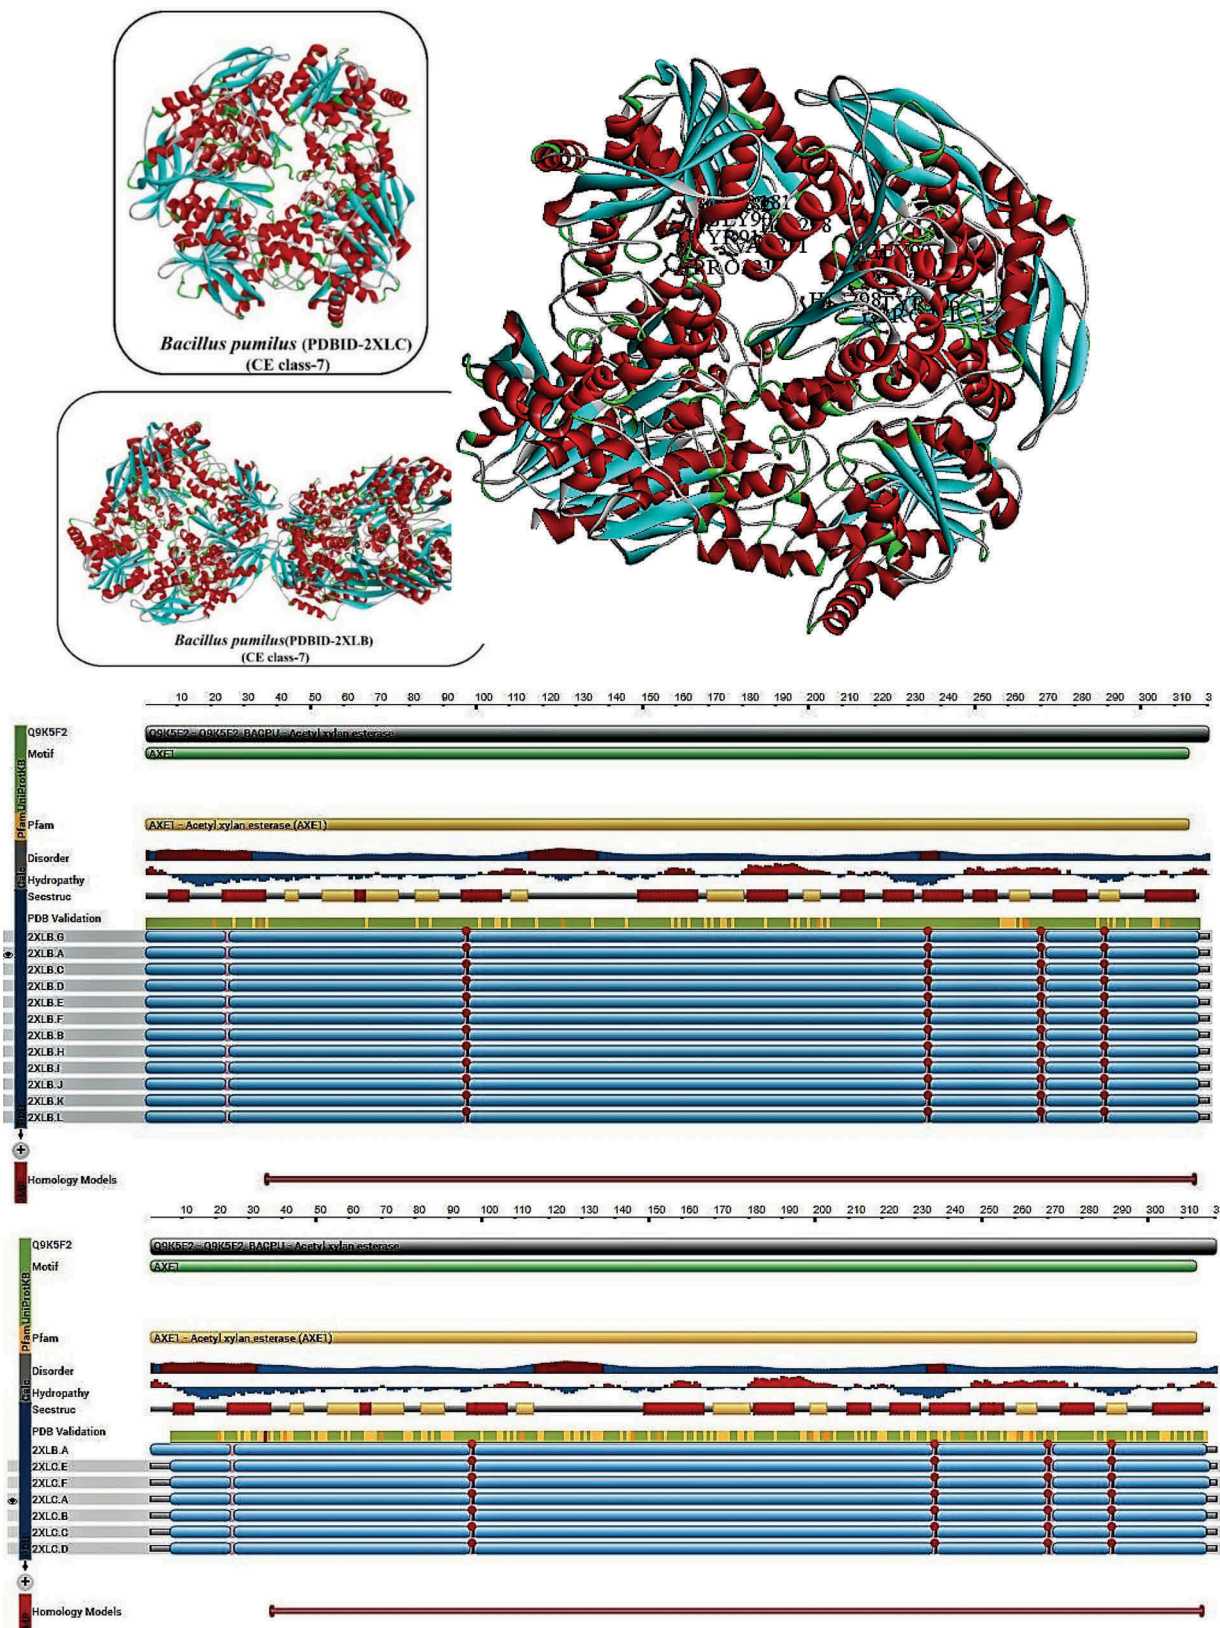 Bacillus pumilus (PDBID-2XLC)
(CE class-7)
Bacillus pumilus(PDBID-2XLB)
(CE class-7)
10 20 30 40 50 60 70 80 90 100 110 120 130 140 150 160 170 180 190 200 210 220 230 240 250 260 270 280 290 300 310 3
Q9K5F2
Q9K5F2 - Q9K5F2_BACPU - Acetyl xylan esterase
Motif
AXE1
UniProtKB
Pfam
Pfam
AXE1 - Acetyl xylan esterase (AXE1)
Disorder
Calc
Hydropathy
Secstruc
PDB Validation
2XLB.G
2XLB.A
2XLB.C
2XLB.D
2XLB.E
2XLB.F
2XLB.B
2XLB.H
2XLB.I
2XLB.J
2XLB.K
2XLB.L
Homology Models
10 20 30 40 50 60 70 80 90 100 110 120 130 140 150 160 170 180 190 200 210 220 230 240 250 260 270 280 290 300 3
Q9K5F2
Q9K5F2 - Q9K5F2_BACPU - Acetyl xylan esterase
Motif
AXE1
UniProtKB
Pfam
Pfam
AXE1 - Acetyl xylan esterase (AXE1)
Disorder
Calc
Hydropathy
Secstruc
PDB Validation
2XLB.A
2XLC.E
2XLC.F
2XLC.A
2XLC.B
2XLC.C
2XLC.D
Homology Models